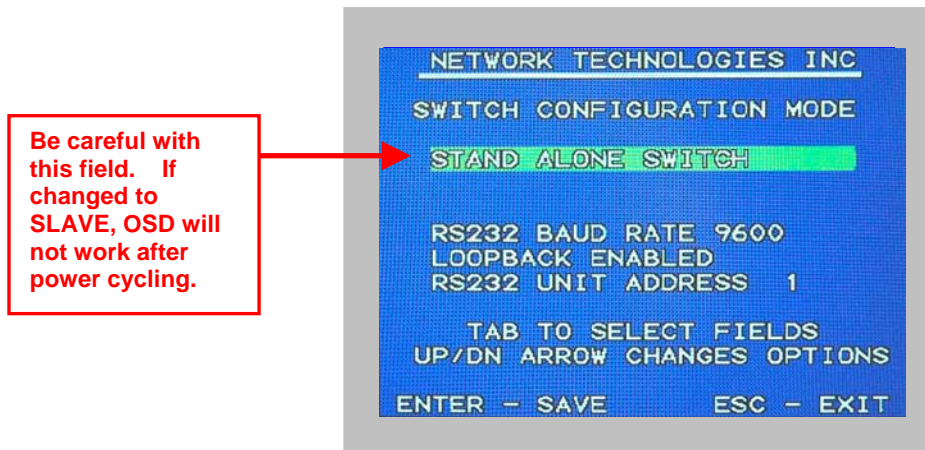 Be careful with
this field. If
changed to
SLAVE, OSD will
not work after
power cycling.
NETWORK TECHNOLOGIES INC
SWITCH CONFIGURATION MODE
STAND ALONE SWITCH
RS232 BAUD RATE 9600
LOOPBACK ENABLED
RS232 UNIT ADDRESS 1
TAB TO SELECT FIELDS
UP/DN ARROW CHANGES OPTIONS
ENTER - SAVE ESC - EXIT